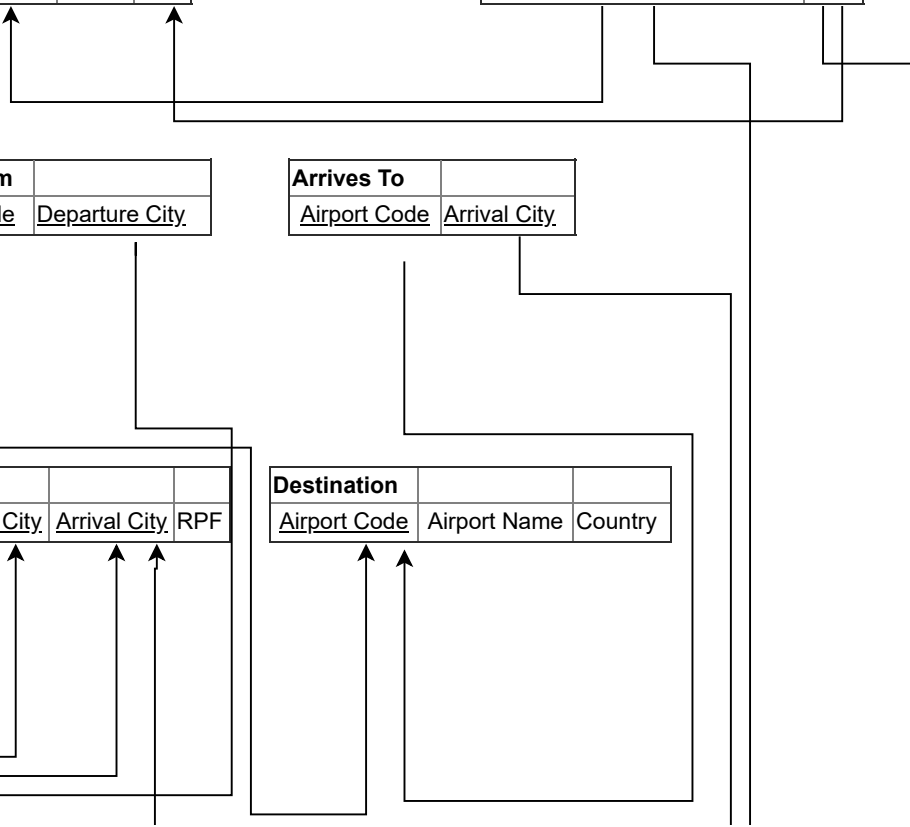 m
Arrives To
le Departure City
Airport Code Arrival City
Destination
City Arrival City RPF
Airport Code Airport Name Country